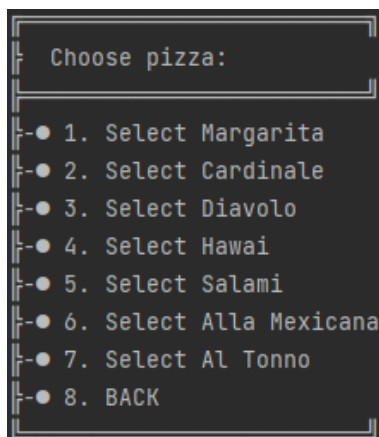 Choose pizza:
1. Select Margarita
2. Select Cardinale
3. Select Diavolo
4. Select Hawai
5. Select Salami
6. Select Alla Mexicana
7. Select Al Tonno
8. BACK